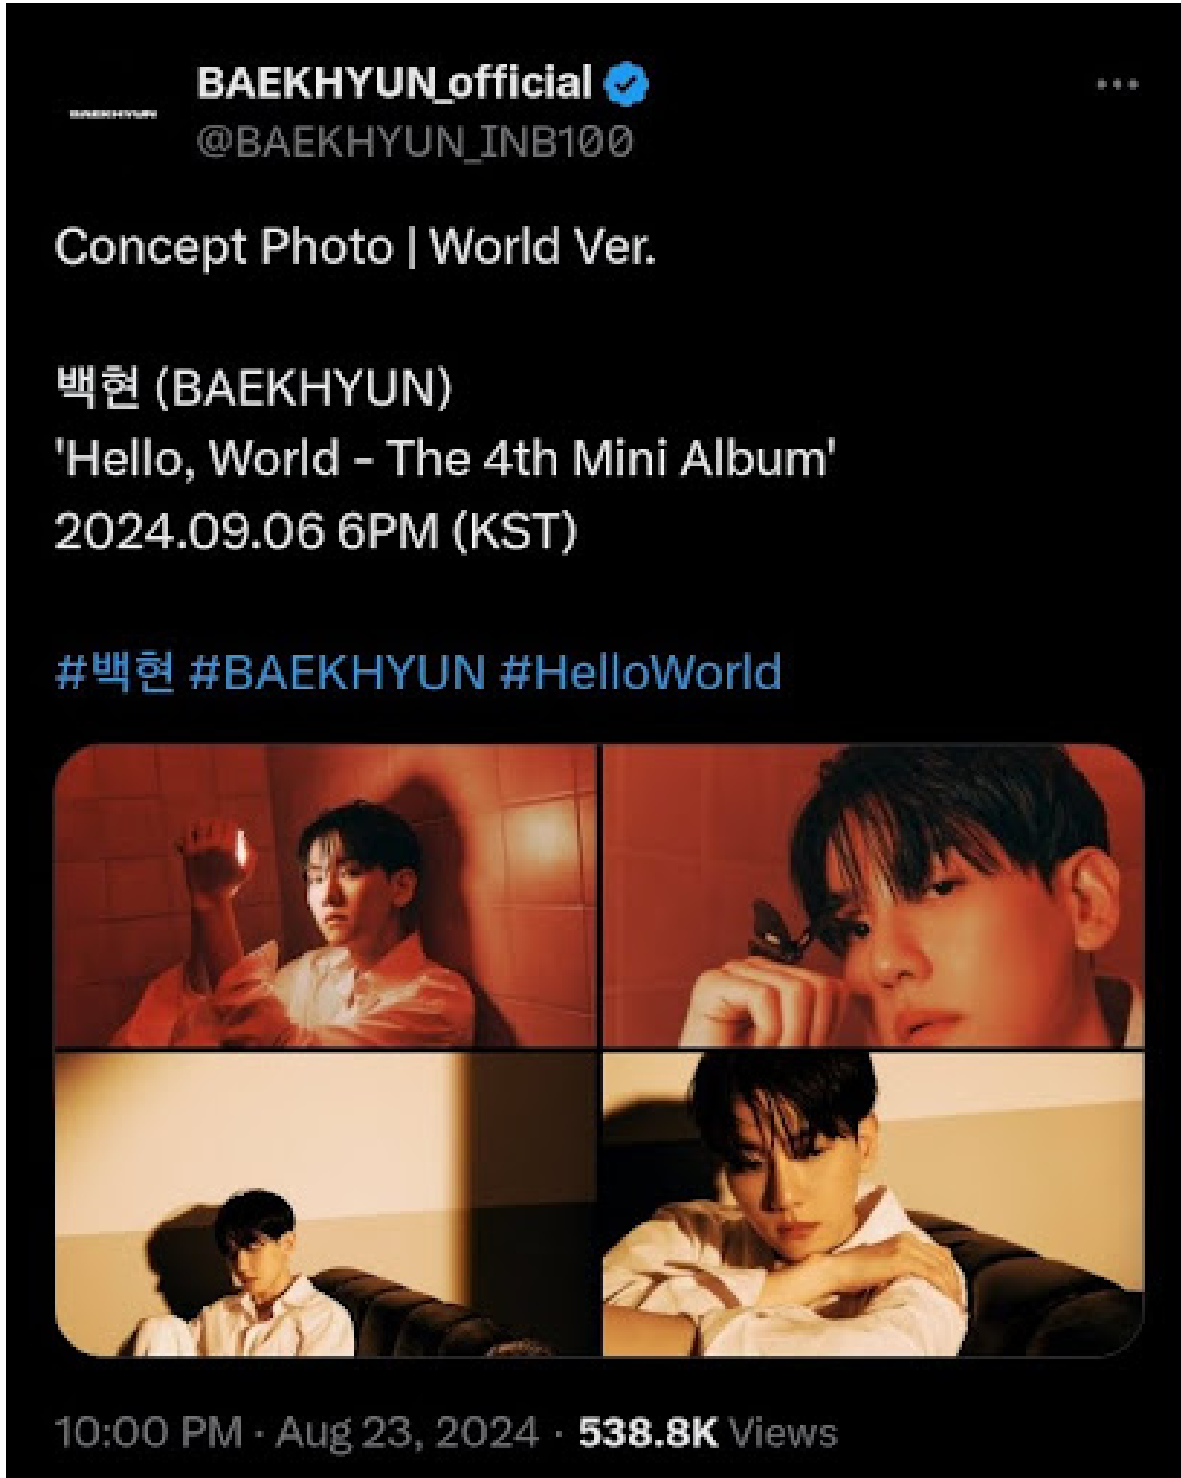 BAEKHYUN_official
BAEKHYUN
@BAEKHYUN_INB100
Concept Photo | World Ver.
백현 (BAEKHYUN)
'Hello, World - The 4th Mini Album'
2024.09.06 6PM (KST)
#백현 #BAEKHYUN #HelloWorld
10:00 PM · Aug 23, 2024 · 538.8K Views